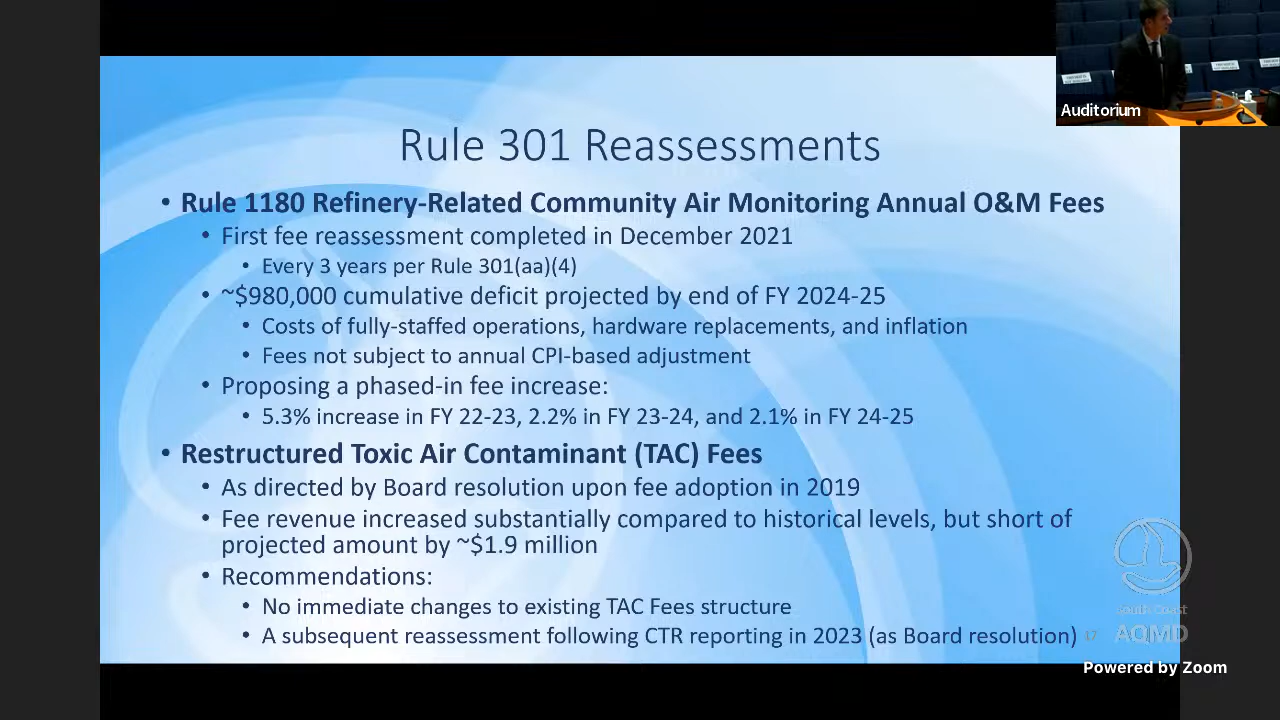 Auditorium
Rule 301 Reassessments
• Rule 1180 Refinery-Related Community Air Monitoring Annual O&M Fees
• First fee reassessment completed in December 2021
• Every 3 years per Rule 301(aa)(4)
• ~$980,000 cumulative deficit projected by end of FY 2024-25
• Costs of fully-staffed operations, hardware replacements, and inflation
• Fees not subject to annual CPI-based adjustment
• Proposing a phased-in fee increase:
• 5.3% increase in FY 22-23, 2.2% in FY 23-24, and 2.1% in FY 24-25
• Restructured Toxic Air Contaminant (TAC) Fees
• As directed by Board resolution upon fee adoption in 2019
• Fee revenue increased substantially compared to historical levels, but short of
projected amount by ~$1.9 million
• Recommendations:
• No immediate changes to existing TAC Fees structure
• A subsequent reassessment following CTR reporting in 2023 (as Board resolution)
17
South Coast
AQMD
Powered by Zoom